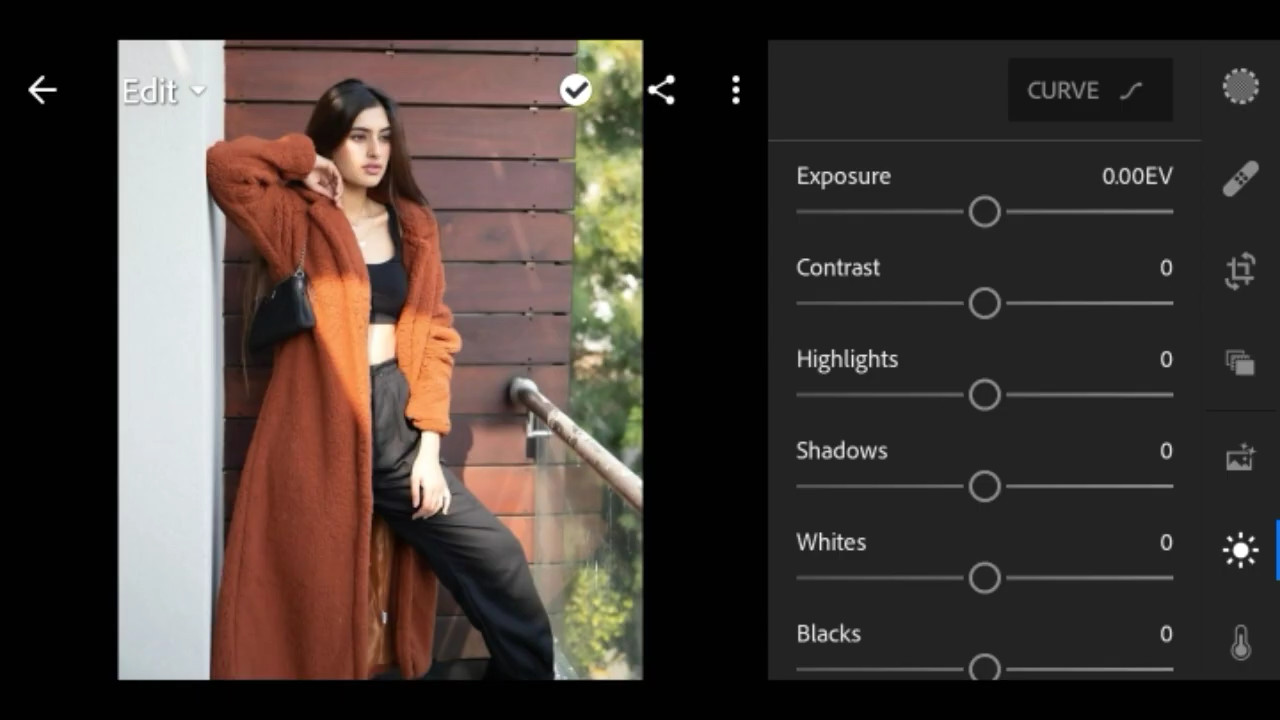 Edit
CURVE
Exposure 0.00EV
Contrast 0
Highlights 0
Shadows 0
Whites 0
Blacks 0